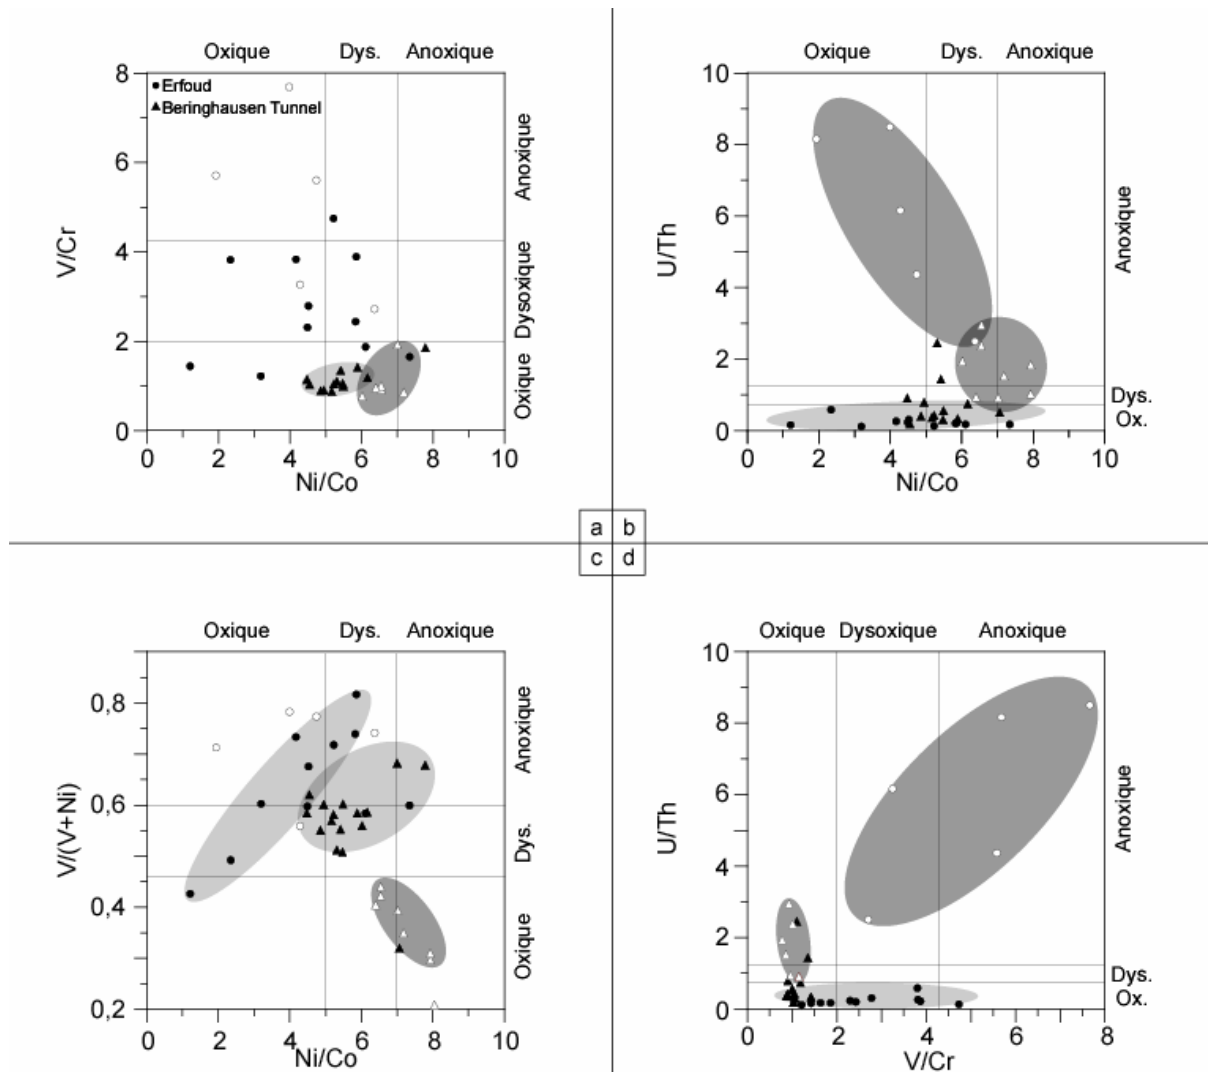 Oxique Dys. Anoxique
8
6
4
2
0
V/Cr
Erfoud
Beringhausen Tunnel
Anoxique
Dysoxique
Oxique
0 2 4 6 8 10
Ni/Co
Oxique Dys. Anoxique
10
8
6
4
2
0
U/Th
Anoxique
Dys.
Ox.
0 2 4 6 8 10
Ni/Co
a b
c d
Oxique Dys. Anoxique
0,8
0,6
0,4
0,2
V/(V+Ni)
Anoxique
Dys.
Oxique
0 2 4 6 8 10
Ni/Co
Oxique Dysoxique Anoxique
10
8
6
4
2
0
U/Th
Anoxique
Dys.
Ox.
0 2 4 6 8
V/Cr